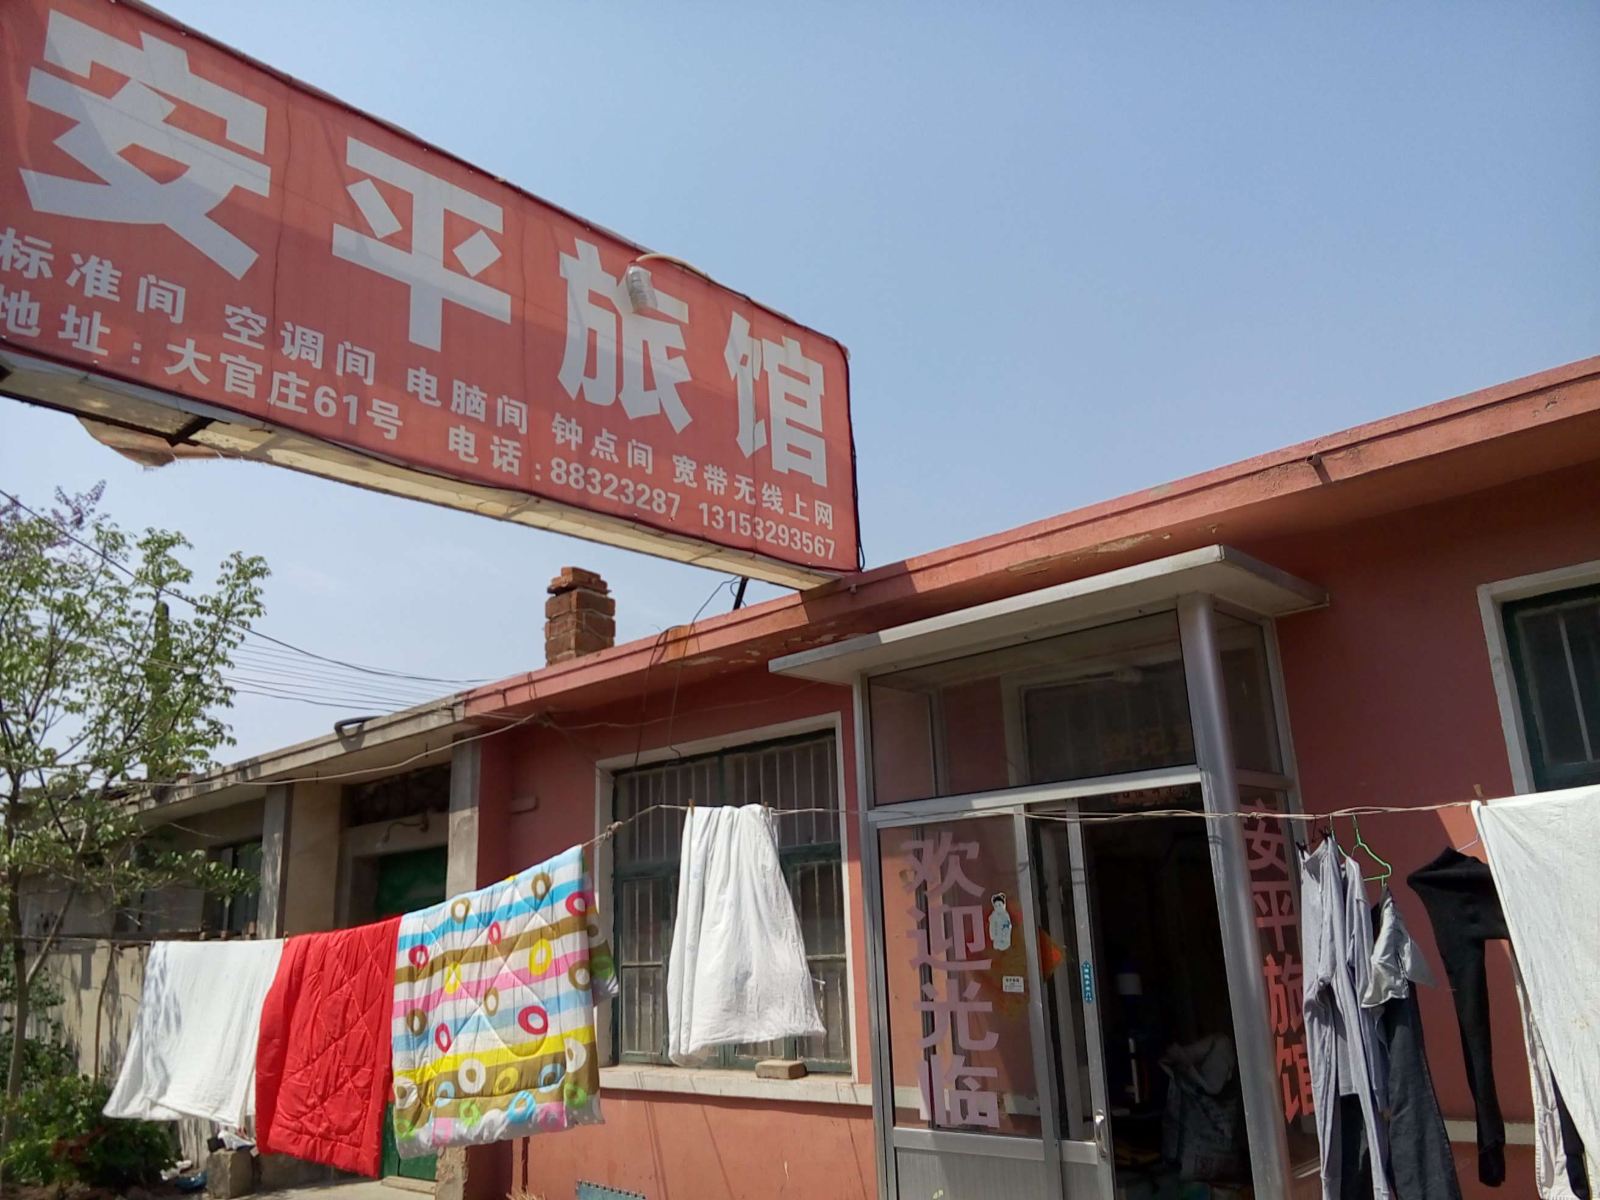 安平旅馆
标准间 空调间 电脑间 钟点间 宽带无线上网
地址：大官庄61号 电话：88323287 13153293567
欢迎光临
安平旅馆